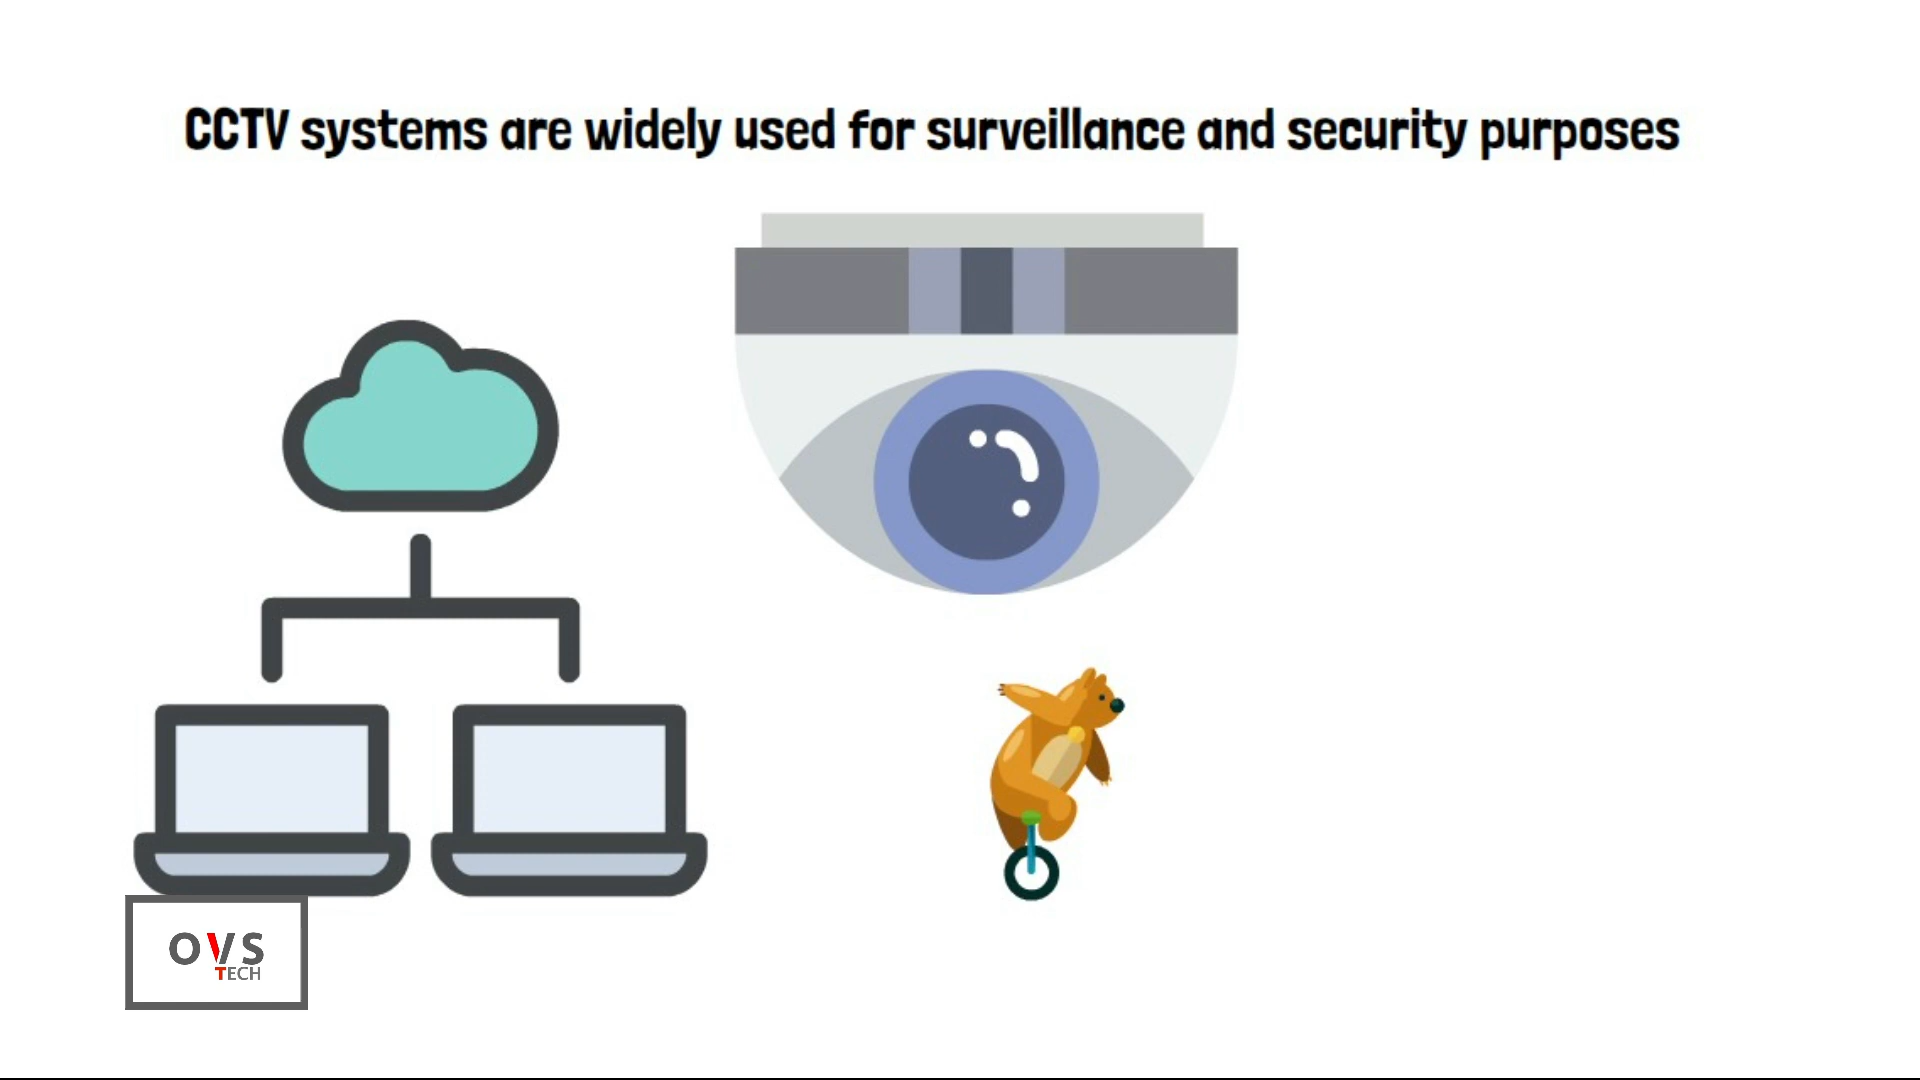 CCTV systems are widely used for surveillance and security purposes
OVS
TECH